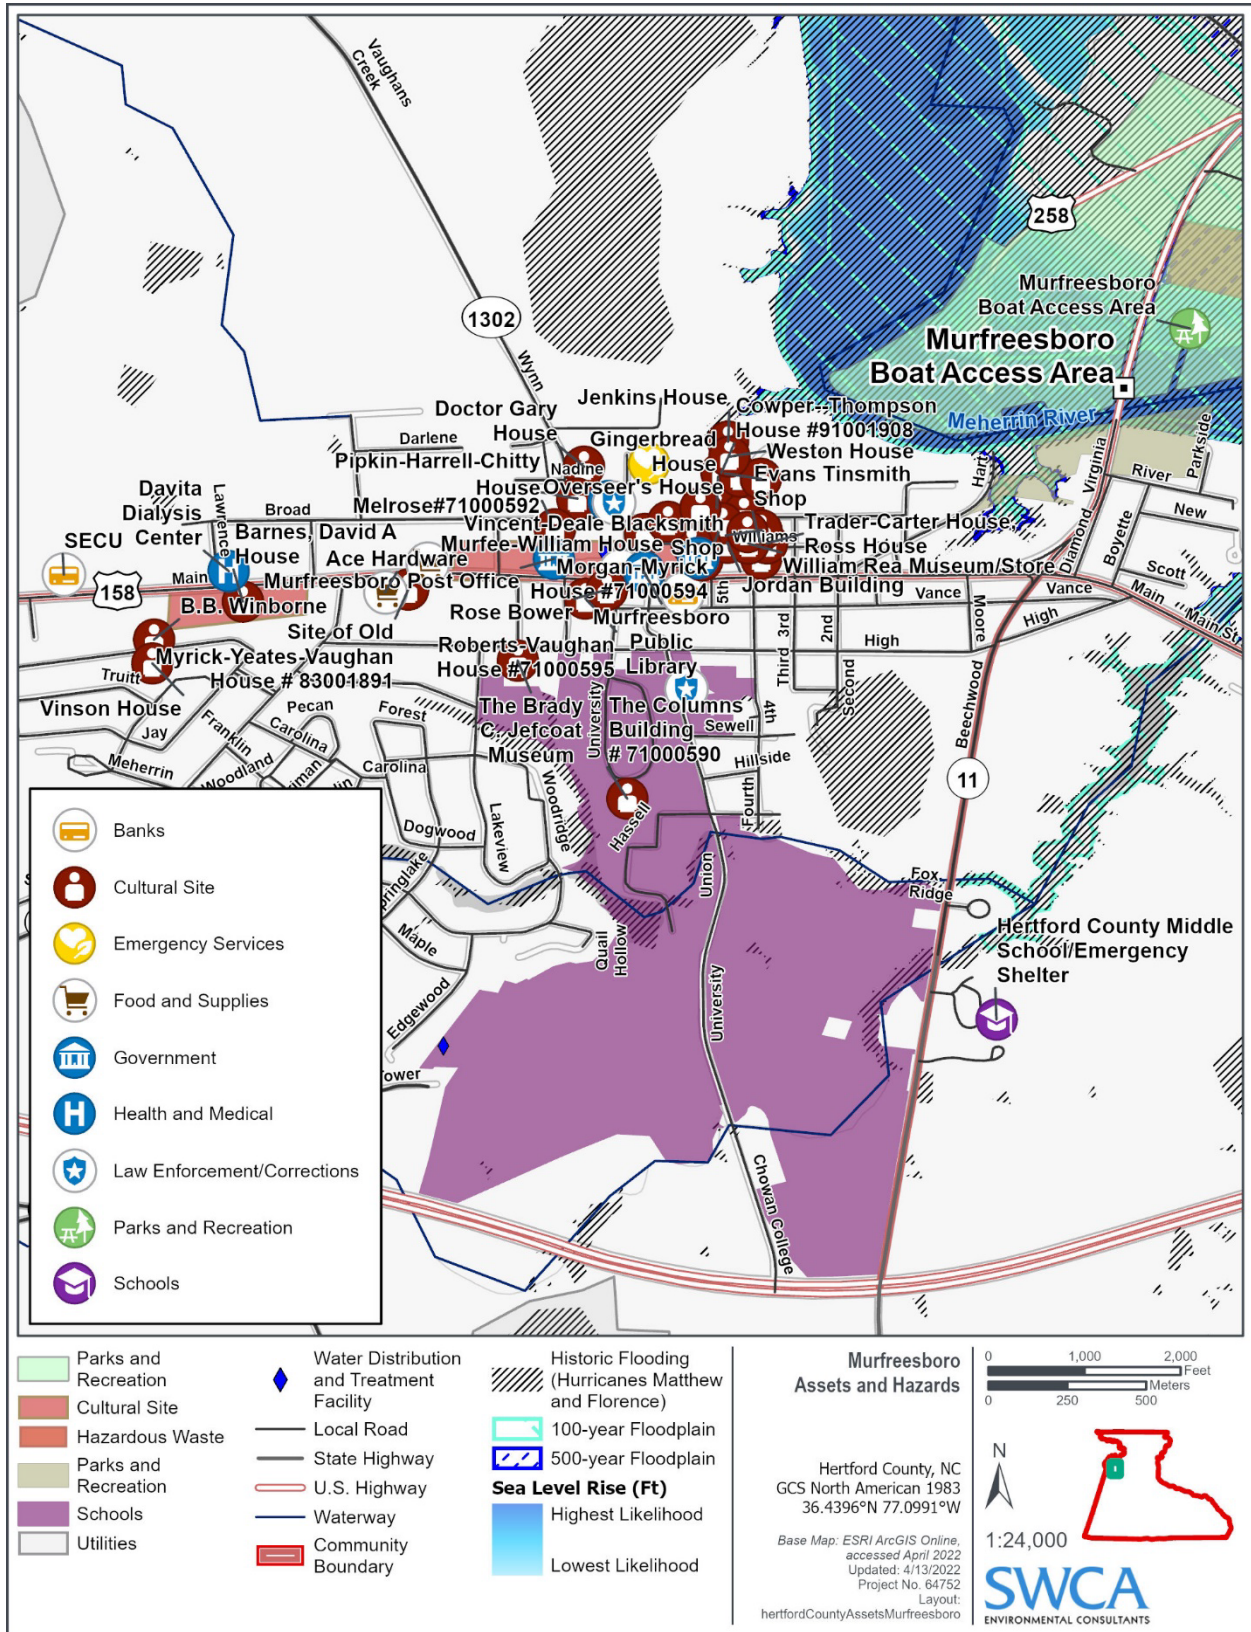 Vaughans
Creek
258
Murfreesboro
Boat Access Area
1302
Murfreesboro
Boat Access Area
Wynn
Jenkins House
Meherrin River
Doctor Gary
House
Cowper--Thompson
House #91001908
Darlene
Gingerbread
House
Weston House
Pipkin-Harrell-Chitty
House
Nadine
Evans Tinsmith
Shop
Hart
Virginia
Parkside
River
Davita
Dialysis
Center
Lawrence
Melrose#71000592
Overseer's House
Broad
New
SECU
Barnes, David A
House
Vincent-Deale Blacksmith
Shop
Williams
Trader-Carter House,
Ross House
Diamond
Boyette
Ace Hardware
Murfee-William House
158
Main
Murfreesboro Post Office
Morgan-Myrick
House #71000594
William Rea Museum/Store
Scott
B.B. Winborne
Rose Bower
5th
Jordan Building
Vance
Moore
Vance
Main
Main St
Site of Old
Murfreesboro
Public
Library
3rd
Third
2nd
Second
High
High
Myrick-Yeates-Vaughan
House # 83001891
Roberts-Vaughan
House #71000595
Truitt
Vinson House
Pecan
Forest
The Brady
C. Jefcoat
Museum
University
The Columns
Building
# 71000590
4th
Sewell
Jay
Franklin
Carolina
Beechwood
Meherrin
Woodland
Carolina
Woodridge
Hillside
11
Fourth
Hassell
Dogwood
Lakeview
Union
Fox
Ridge
Maple
Quail
Hollow
Hertford County Middle
School/Emergency
Shelter
Edgewood
University
Chowan College
Banks
Cultural Site
Emergency Services
Food and Supplies
Government
Health and Medical
Law Enforcement/Corrections
Parks and Recreation
Schools
Parks and
Recreation
Cultural Site
Hazardous Waste
Parks and
Recreation
Schools
Utilities
Water Distribution
and Treatment
Facility
Local Road
State Highway
U.S. Highway
Waterway
Community
Boundary
Historic Flooding
(Hurricanes Matthew
and Florence)
100-year Floodplain
500-year Floodplain
Sea Level Rise (Ft)
Highest Likelihood
Lowest Likelihood
Murfreesboro
Assets and Hazards
Hertford County, NC
GCS North American 1983
36.4396°N 77.0991°W
Base Map: ESRI ArcGIS Online,
accessed April 2022
Updated: 4/13/2022
Project No. 64752
Layout:
hertfordCountyAssetsMurfreesboro
0 1,000 2,000
Feet
Meters
0 250 500
N
1:24,000
SWCA
ENVIRONMENTAL CONSULTANTS